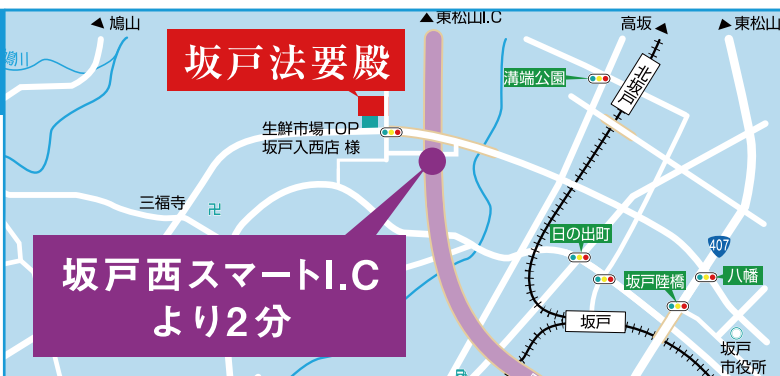 鳩山
東松山I.C
高坂
東松山
坂戸法要殿
溝端公園
北坂戸
生鮮市場TOP
坂戸入西店 様
三福寺
日の出町
407
坂戸西スマートI.C
より2分
坂戸陸橋
八幡
坂戸
坂戸
市役所